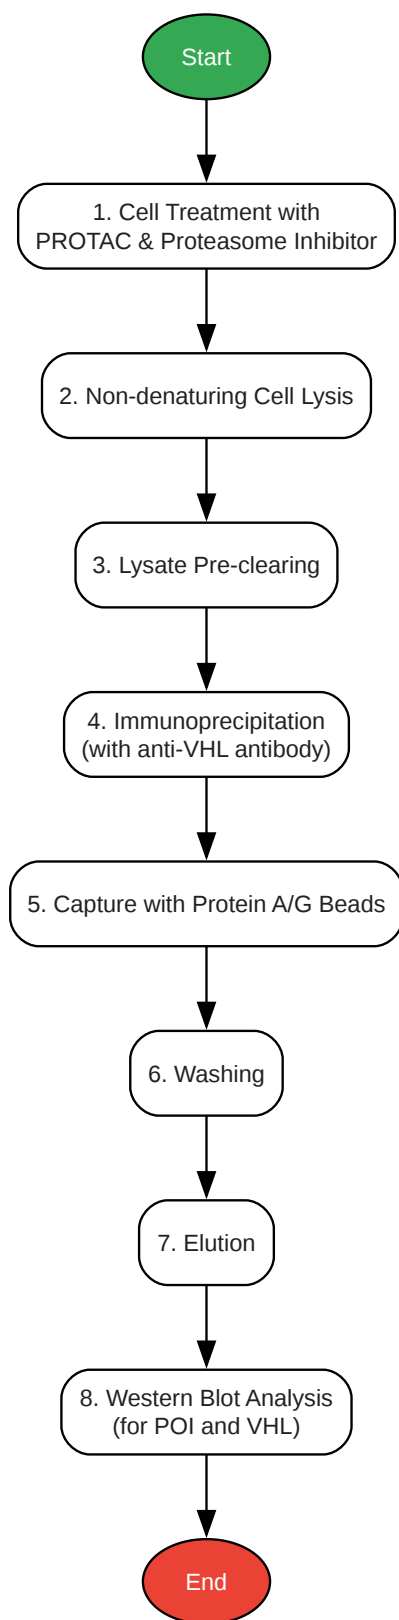 Start
1. Cell Treatment with
PROTAC & Proteasome Inhibitor
2. Non-denaturing Cell Lysis
3. Lysate Pre-clearing
4. Immunoprecipitation
(with anti-VHL antibody)
5. Capture with Protein A/G Beads
6. Washing
7. Elution
8. Western Blot Analysis
(for POI and VHL)
End